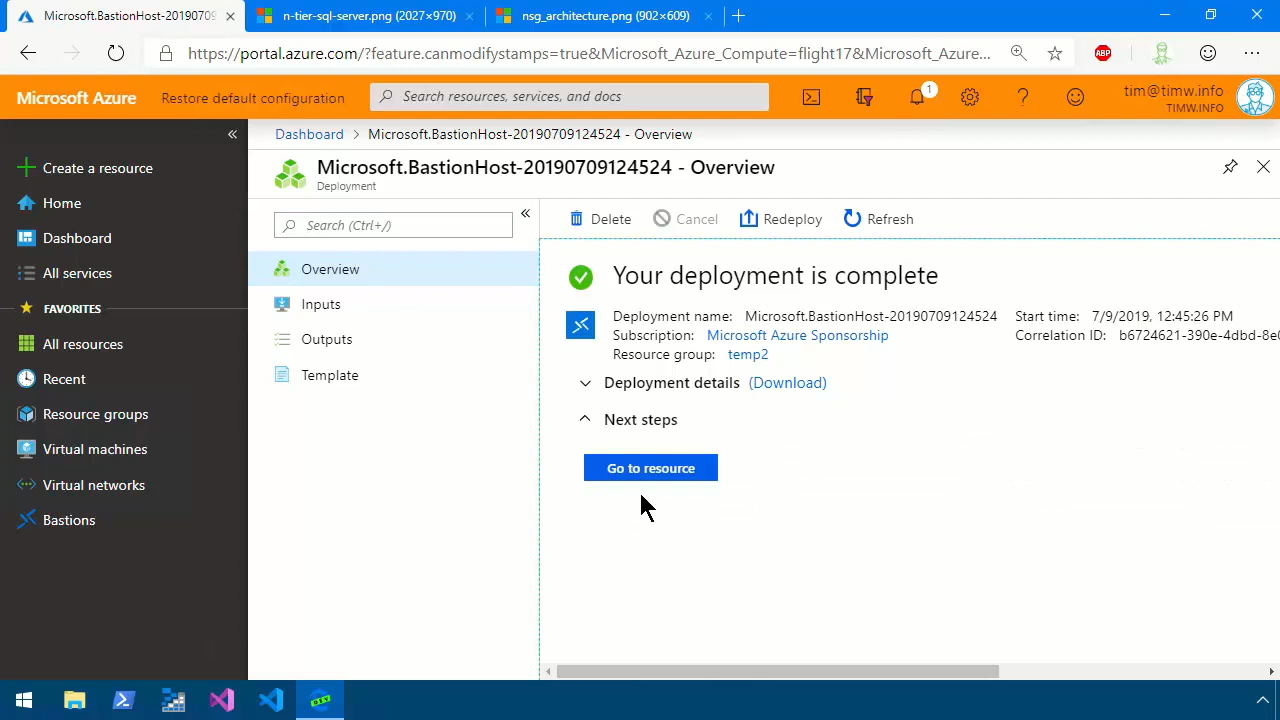 Microsoft.BastionHost-20190709
n-tier-sql-server.png (2027×970)
nsg_architecture.png (902×609)
https://portal.azure.com/?feature.canmodifystamps=true&Microsoft_Azure_Compute=flight17&Microsoft_Azure...
ABP
Microsoft Azure
Restore default configuration
Search resources, services, and docs
1
tim@timw.info
TIMW.INFO
«
Create a resource
Home
Dashboard
All services
FAVORITES
All resources
Recent
Resource groups
Virtual machines
Virtual networks
Bastions
Dashboard > Microsoft.BastionHost-20190709124524 - Overview
Microsoft.BastionHost-20190709124524 - Overview
Deployment
Search (Ctrl+/)
«
Overview
Inputs
Outputs
Template
Delete
Cancel
Redeploy
Refresh
Your deployment is complete
Deployment name: Microsoft.BastionHost-20190709124524
Subscription: Microsoft Azure Sponsorship
Resource group: temp2
Start time: 7/9/2019, 12:45:26 PM
Correlation ID: b6724621-390e-4dbd-8e0
Deployment details (Download)
Next steps
Go to resource
DEV